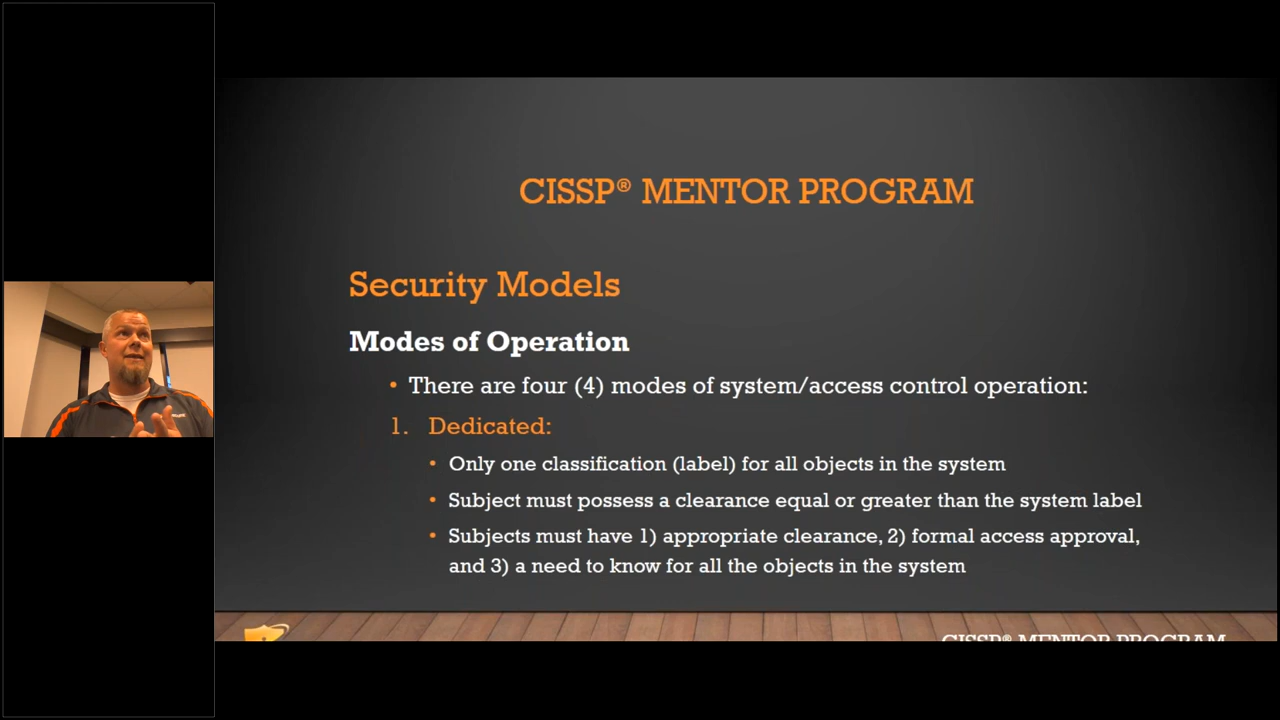 CISSP® MENTOR PROGRAM
Security Models
Modes of Operation
• There are four (4) modes of system/access control operation:
1. Dedicated:
• Only one classification (label) for all objects in the system
• Subject must possess a clearance equal or greater than the system label
• Subjects must have 1) appropriate clearance, 2) formal access approval,
and 3) a need to know for all the objects in the system
CISSP® MENTOR PROGRAM